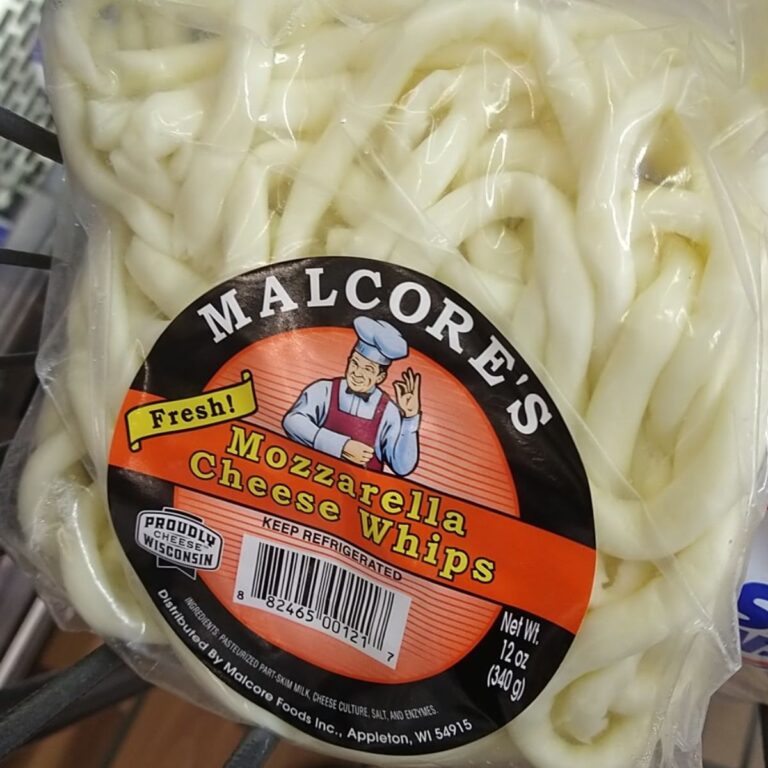 MALCORE'S
Fresh!
Mozzarella
Cheese Whips
KEEP REFRIGERATED
PROUDLY
CHEESE
WISCONSIN
8 82465 00121 7
Net Wt.
12 oz
(340 g)
INGREDIENTS: PASTEURIZED PART-SKIM MILK, CHEESE CULTURE, SALT, AND ENZYMES.
Distributed By Malcore Foods Inc., Appleton, WI 54915